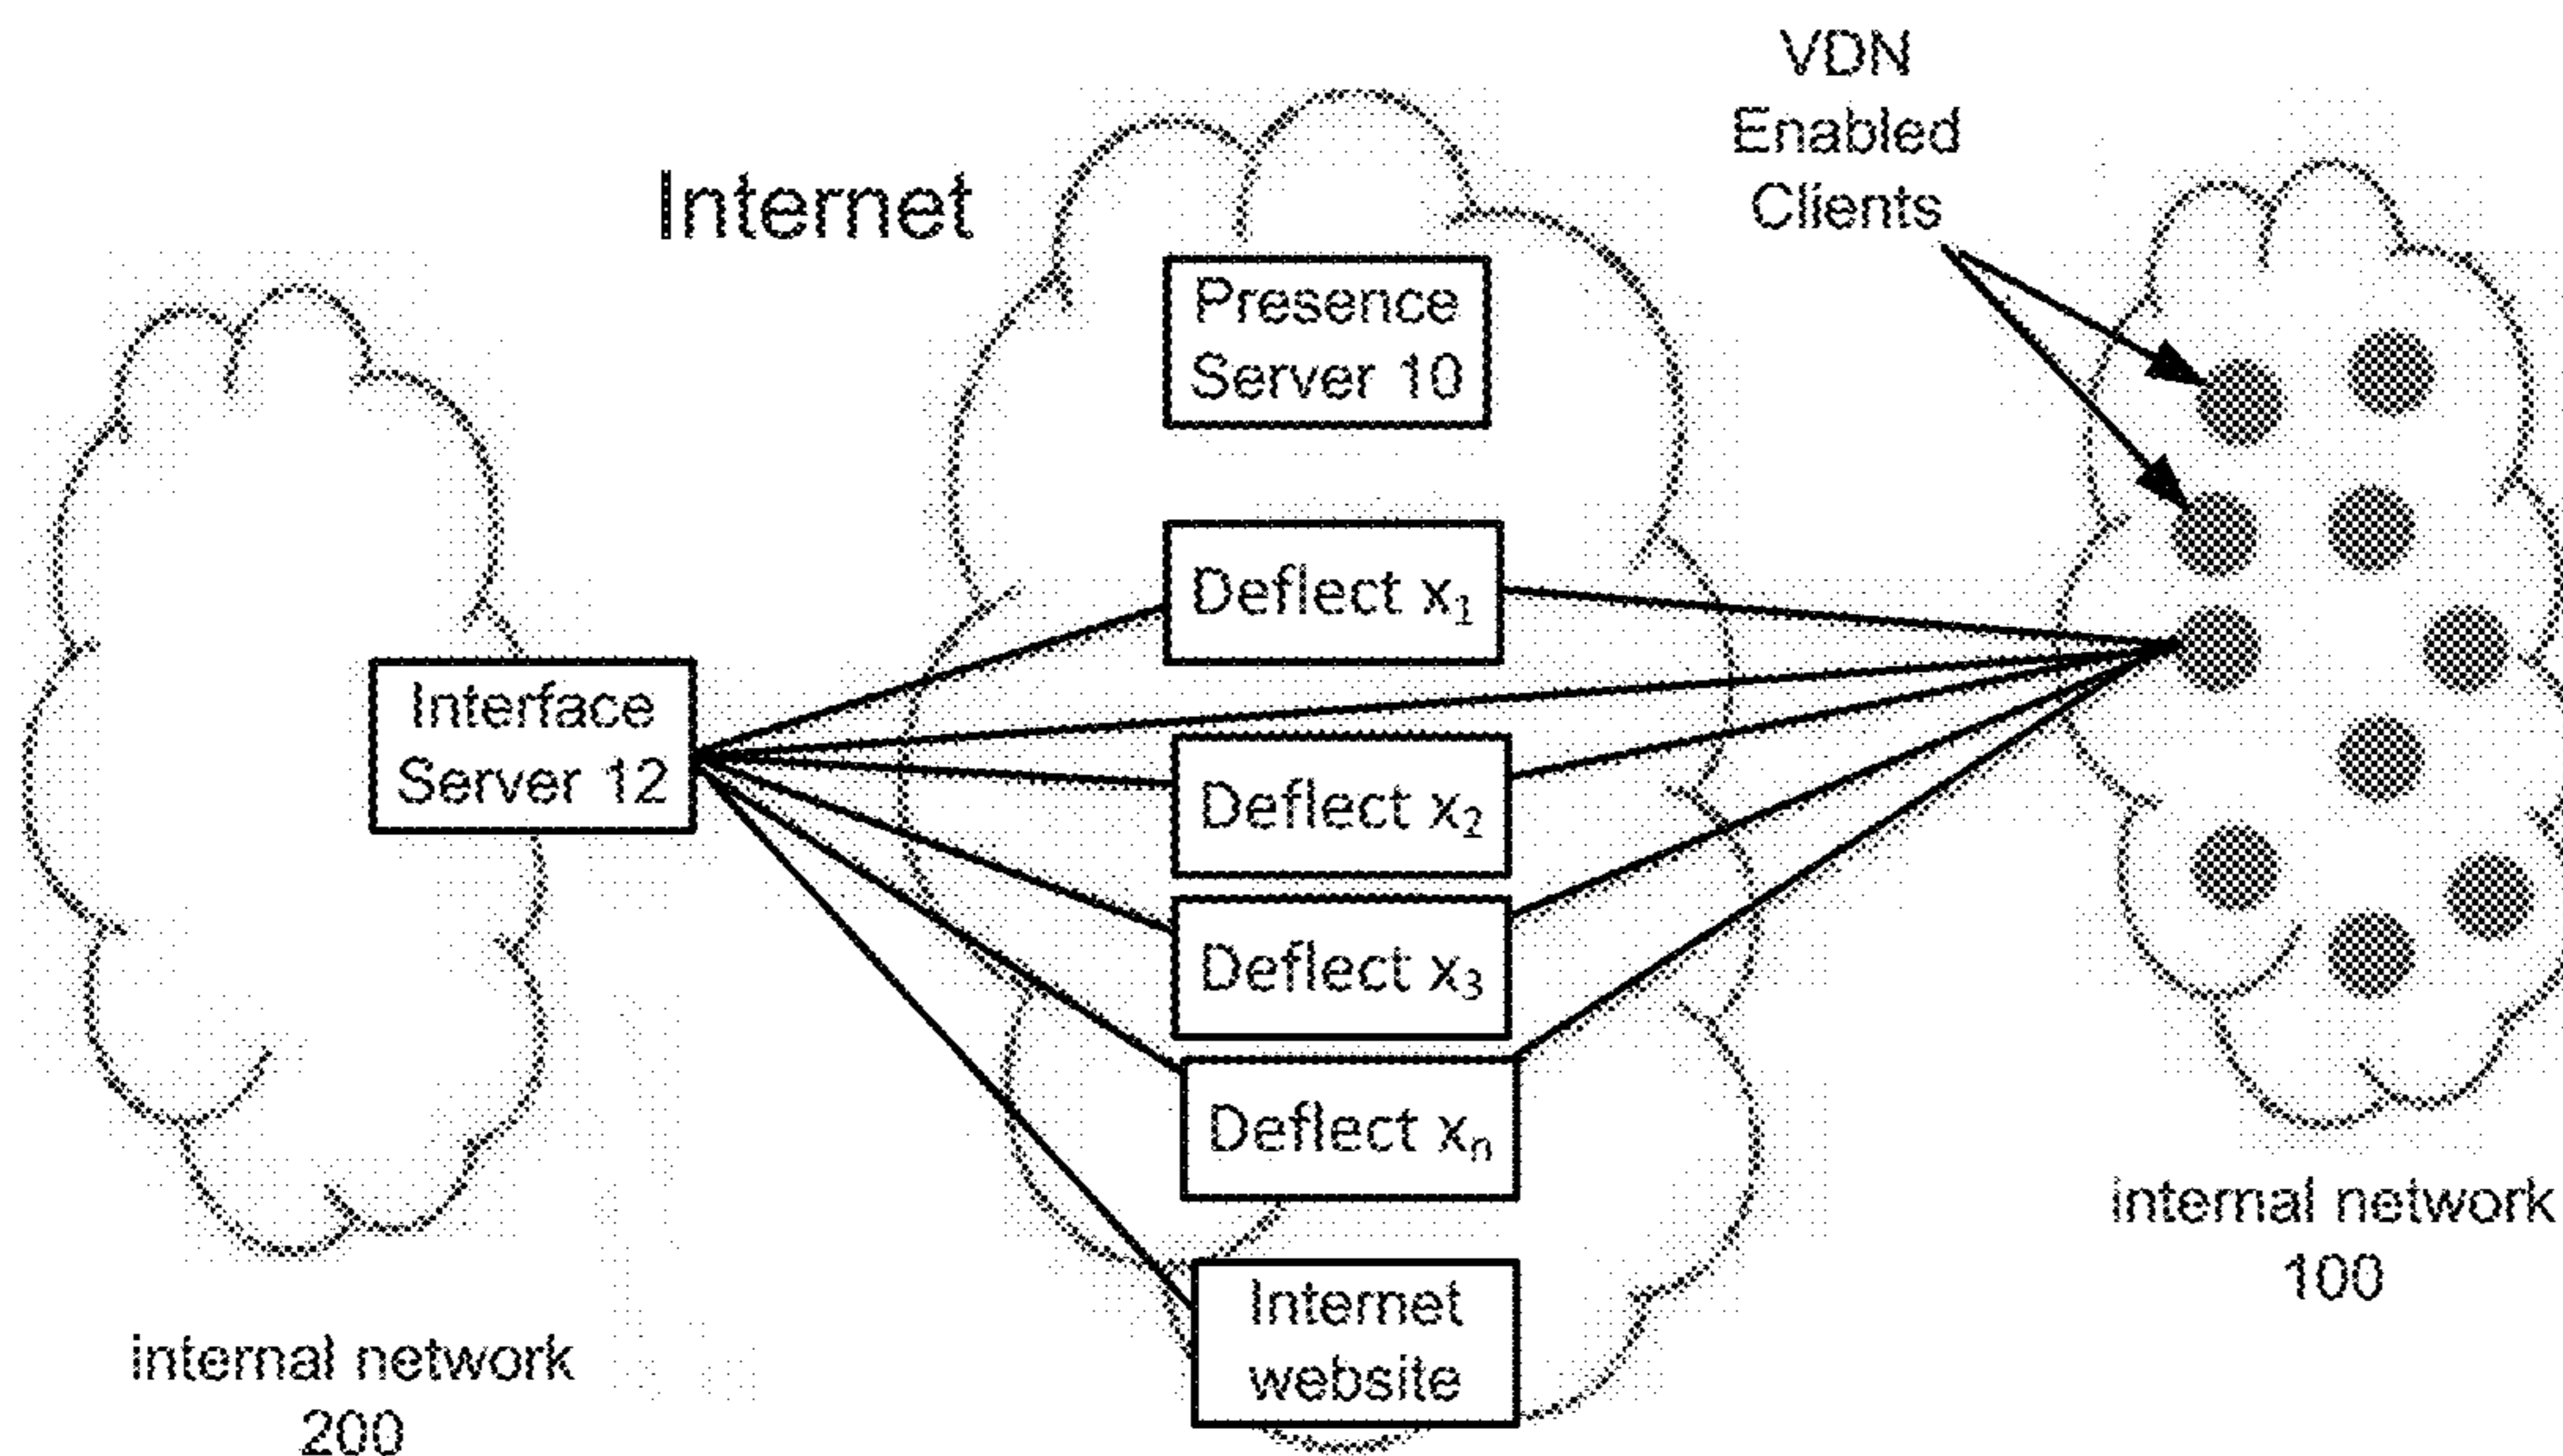 VDN
Enabled
Clients
Internet
Presence
Server 10
Deflect x₁
Interface
Server 12
Deflect x₂
Deflect x₃
Deflect xₙ
internal network
100
Internet
website
internal network
200